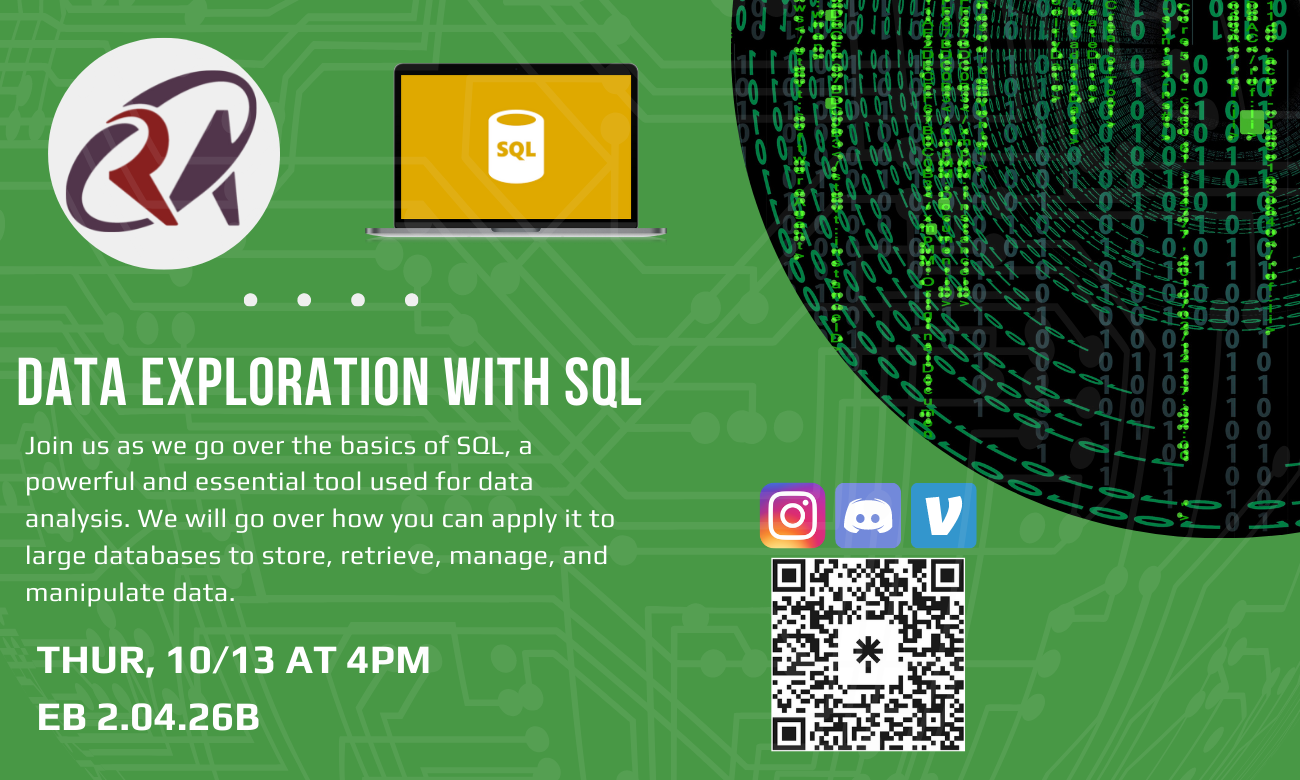 SQL
DATA EXPLORATION WITH SQL
Join us as we go over the basics of SQL, a
powerful and essential tool used for data
analysis. We will go over how you can apply it to
large databases to store, retrieve, manage, and
manipulate data.
THUR, 10/13 AT 4PM
EB 2.04.26B